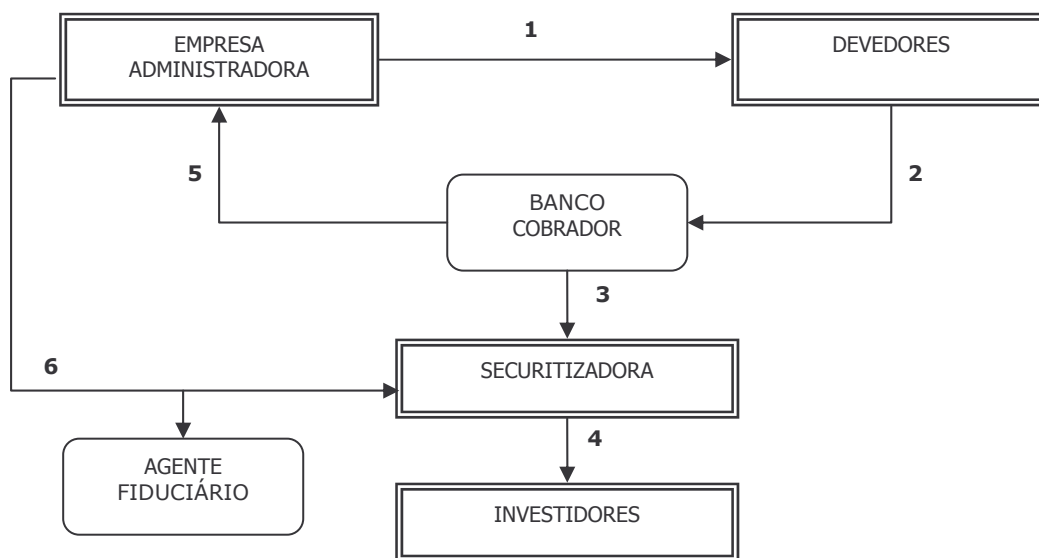 EMPRESA
ADMINISTRADORA
1
DEVEDORES
5
2
BANCO
COBRADOR
3
6
SECURITIZADORA
4
AGENTE
FIDUCIÁRIO
INVESTIDORES